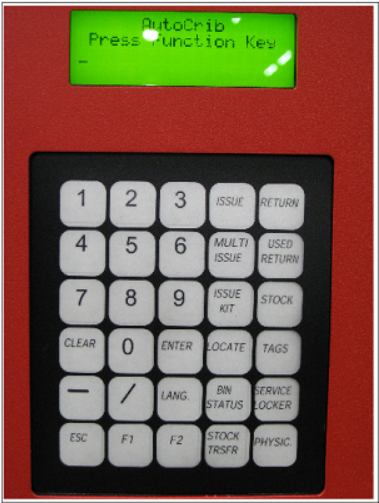 AutoCrib
Press Function Key
-
1 2 3 ISSUE RETURN
4 5 6 MULTI ISSUE USED RETURN
7 8 9 ISSUE KIT STOCK
CLEAR 0 ENTER LOCATE TAGS
- / LANG. BIN STATUS SERVICE LOCKER
ESC F1 F2 STOCK TRSFR PHYSIC.